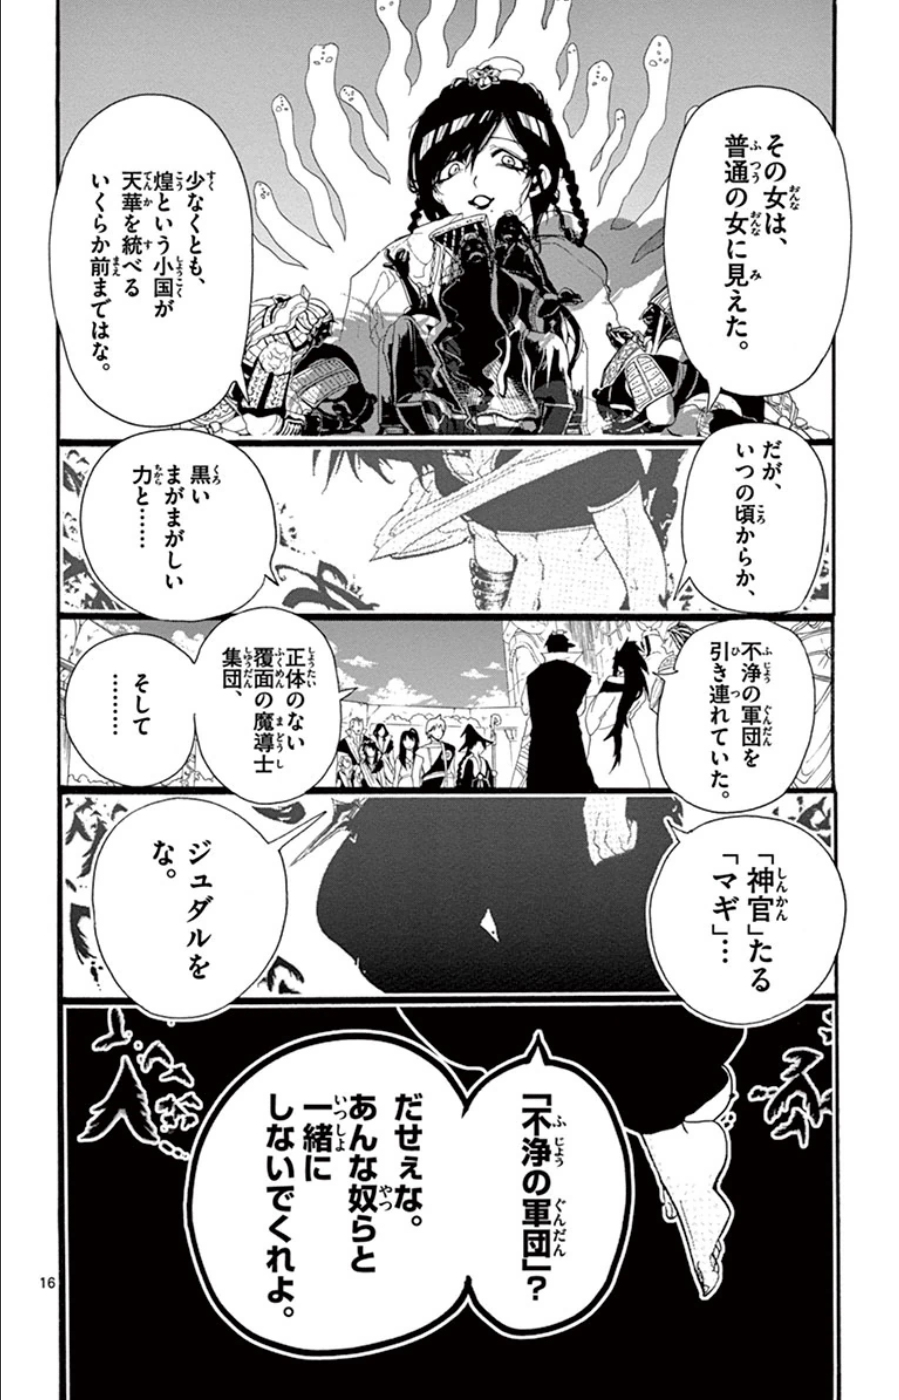 その女は、
普通の女に見えた。
少なくとも、
煌という小国が
天華を統べる
いくらか前まではな。
だが、
いつの頃からか、
黒い
まがまがしい
力と……
不浄の軍団を
引き連れていた。
正体のない
覆面の魔導士
集団、
そして
………
「神官」たる
「マギ」…
ジュダルを
な。
「不浄の軍団」?
だせぇな。
あんな奴らと
一緒に
しないでくれよ。
16